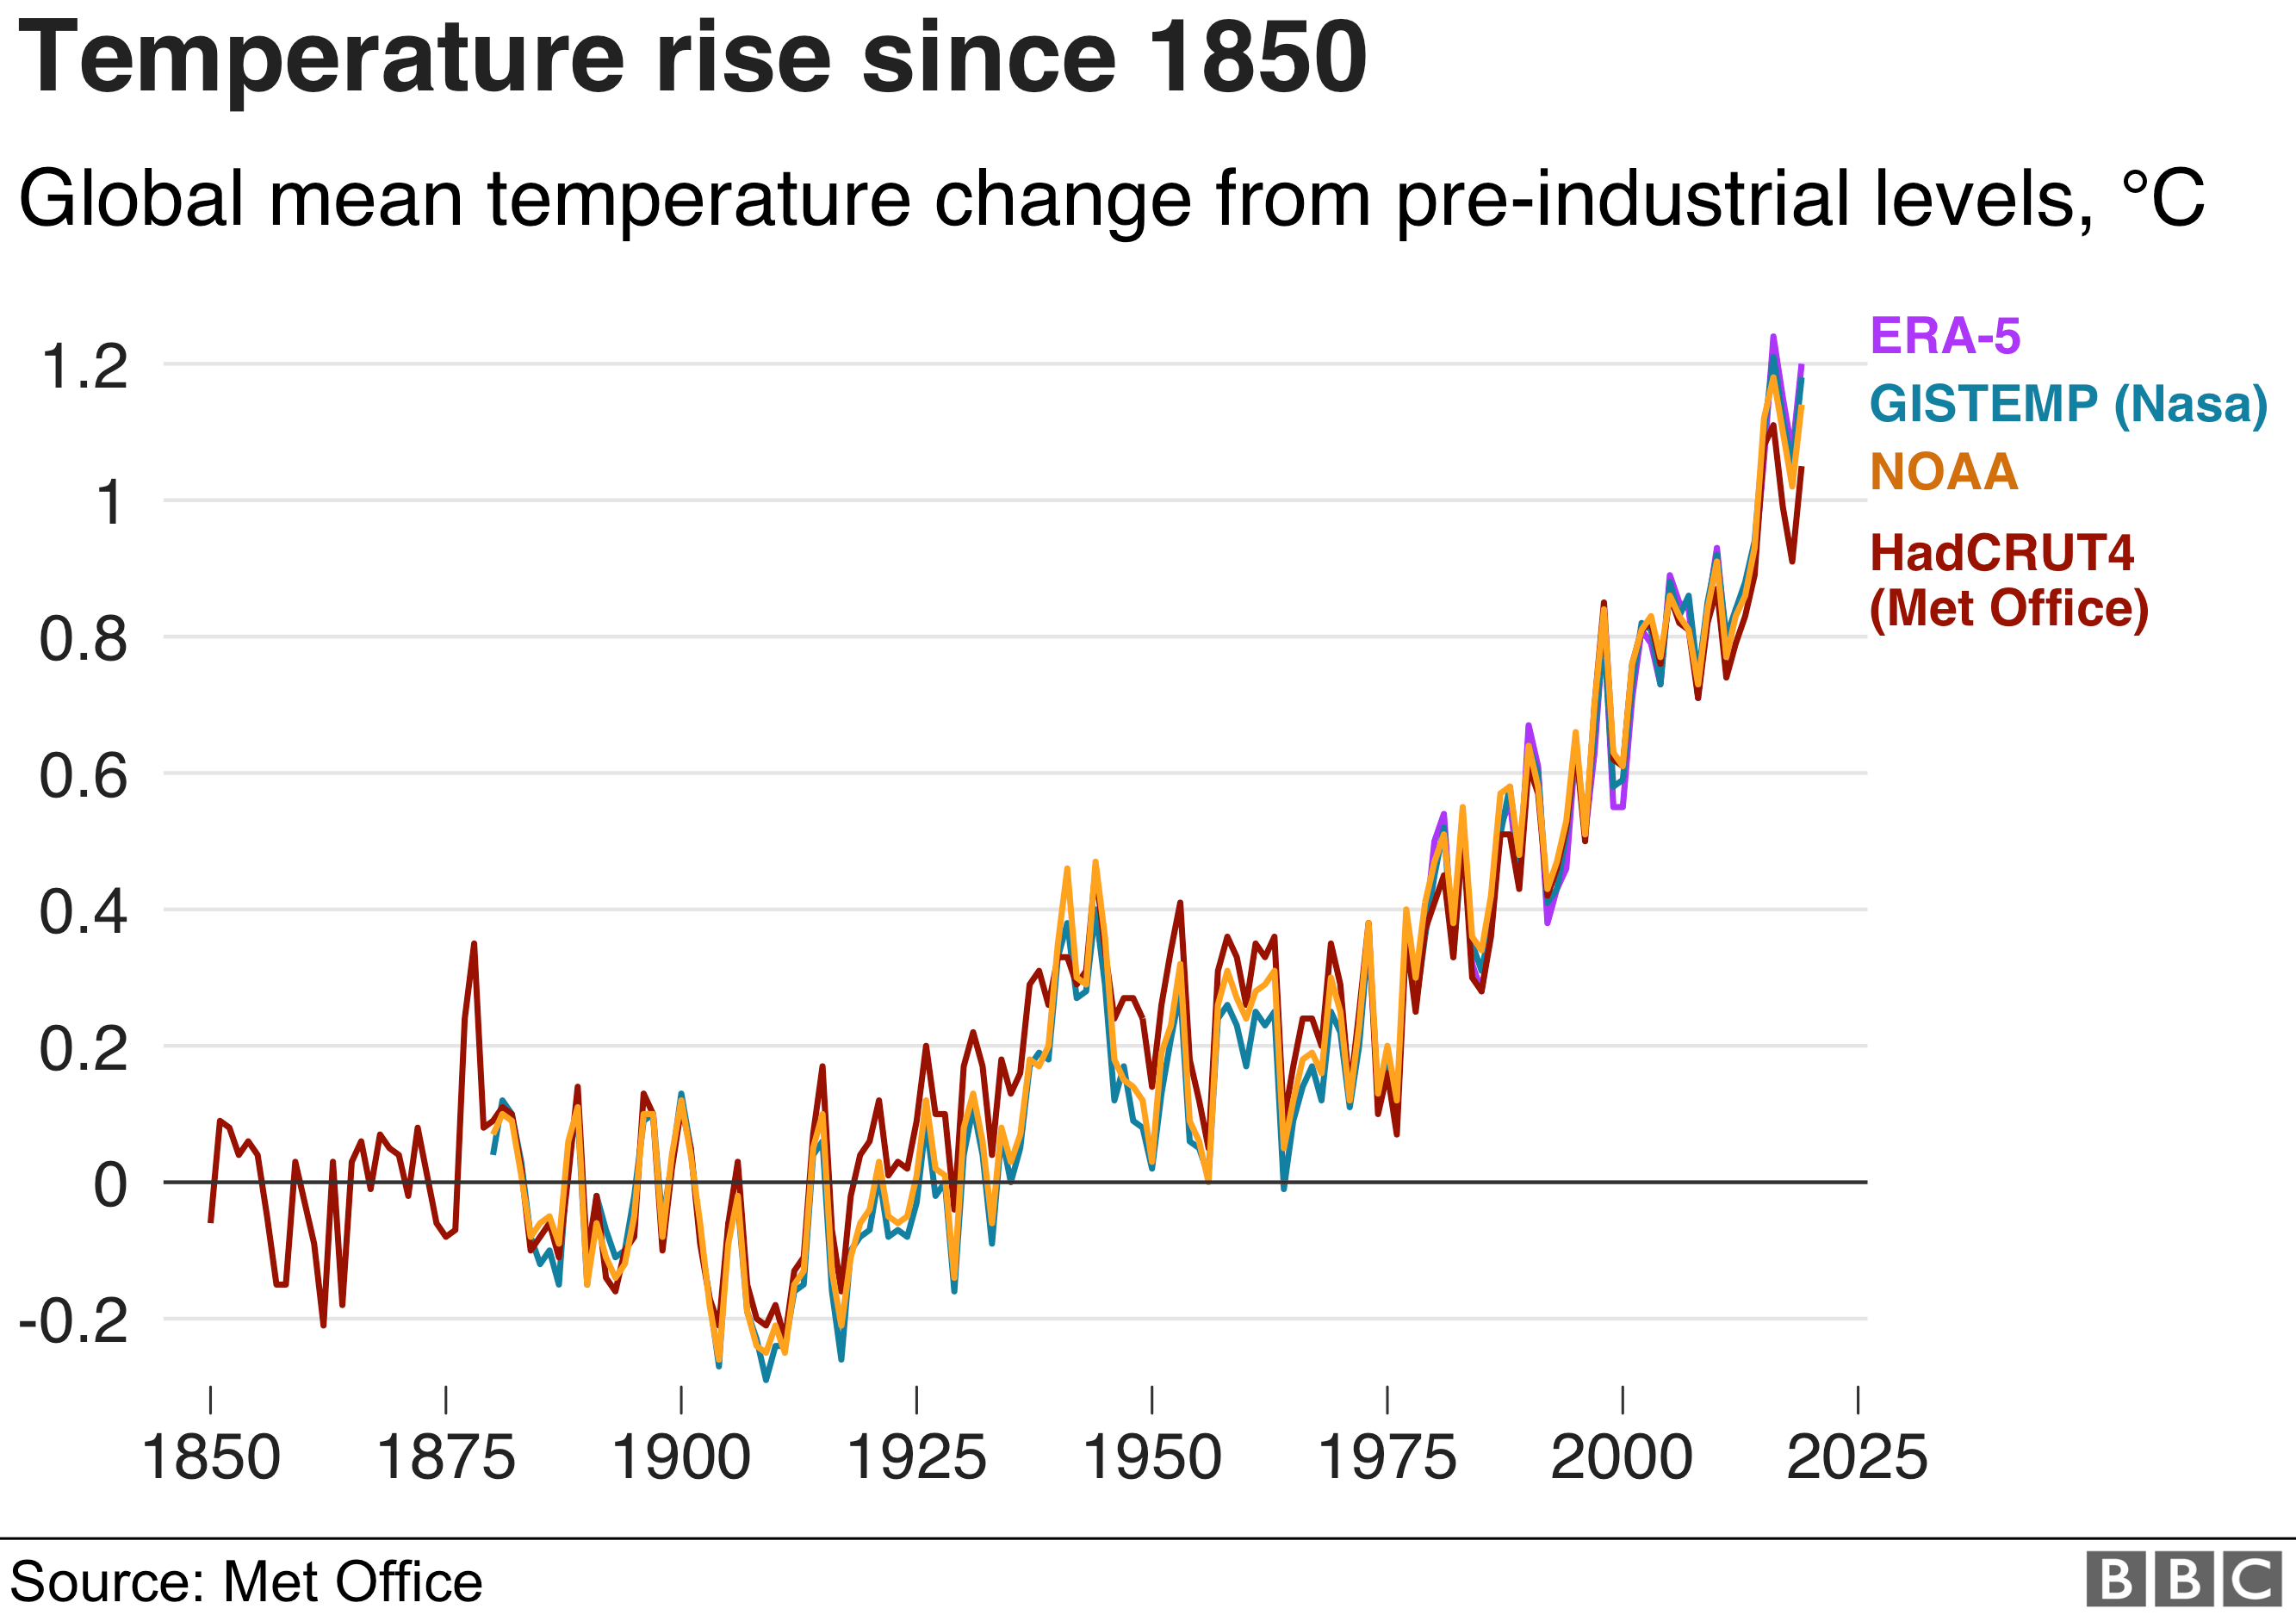 Temperature rise since 1850
Global mean temperature change from pre-industrial levels, °C
1.2
1
0.8
0.6
0.4
0.2
0
-0.2
ERA-5
GISTEMP (Nasa)
NOAA
HadCRUT4
(Met Office)
1850 1875 1900 1925 1950 1975 2000 2025
Source: Met Office
BBC